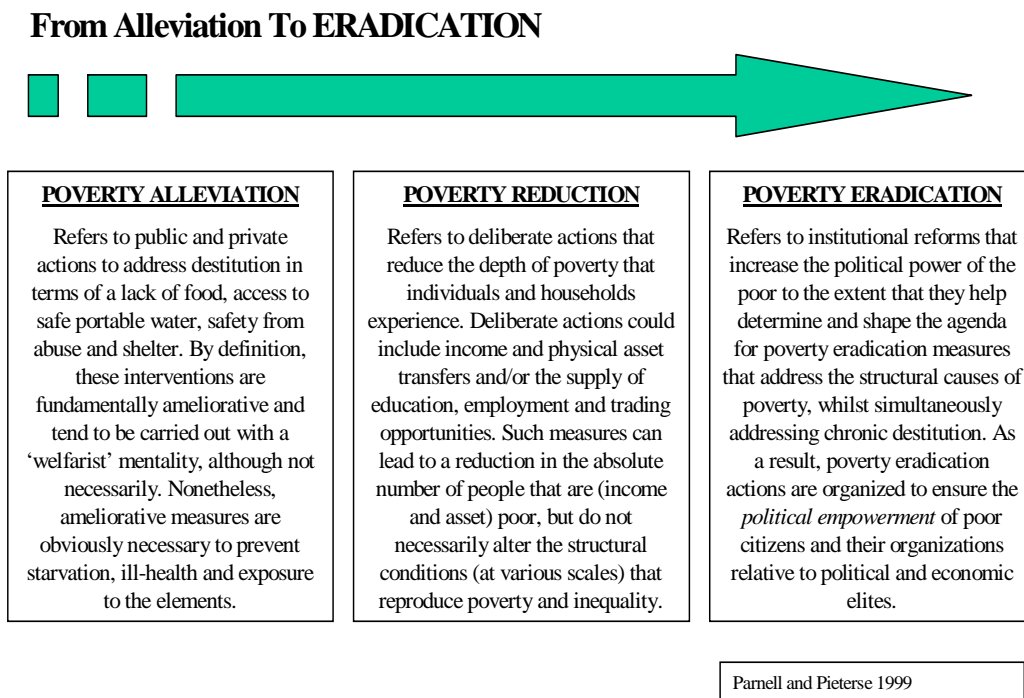 From Alleviation To ERADICATION
POVERTY ALLEVIATION
Refers to public and private
actions to address destitution in
terms of a lack of food, access to
safe portable water, safety from
abuse and shelter. By definition,
these interventions are
fundamentally ameliorative and
tend to be carried out with a
‘welfarist’ mentality, although not
necessarily. Nonetheless,
ameliorative measures are
obviously necessary to prevent
starvation, ill-health and exposure
to the elements.
POVERTY REDUCTION
Refers to deliberate actions that
reduce the depth of poverty that
individuals and households
experience. Deliberate actions could
include income and physical asset
transfers and/or the supply of
education, employment and trading
opportunities. Such measures can
lead to a reduction in the absolute
number of people that are (income
and asset) poor, but do not
necessarily alter the structural
conditions (at various scales) that
reproduce poverty and inequality.
POVERTY ERADICATION
Refers to institutional reforms that
increase the political power of the
poor to the extent that they help
determine and shape the agenda
for poverty eradication measures
that address the structural causes of
poverty, whilst simultaneously
addressing chronic destitution. As
a result, poverty eradication
actions are organized to ensure the
political empowerment of poor
citizens and their organizations
relative to political and economic
elites.
Parnell and Pieterse 1999